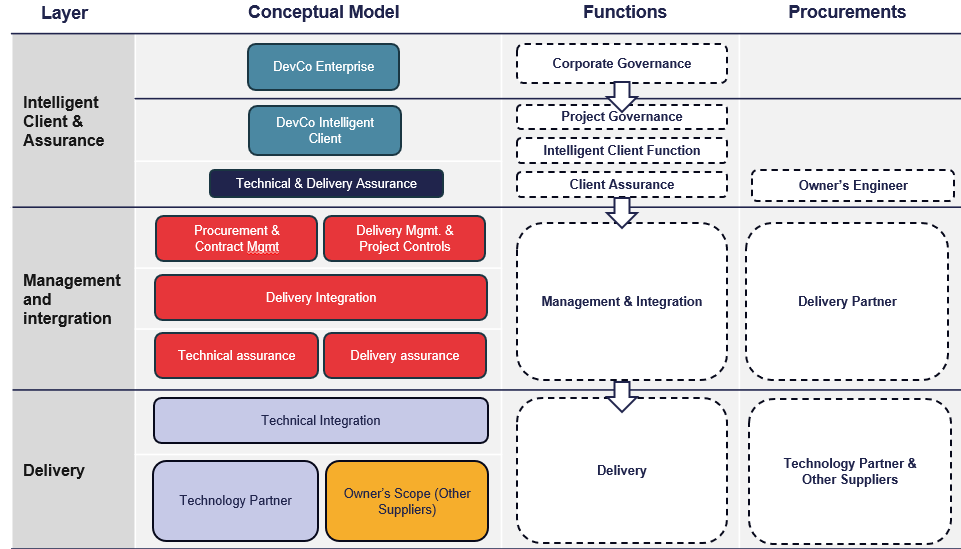 Layer
Conceptual Model
Functions
Procurements
Intelligent
Client &
Assurance
DevCo Enterprise
Corporate Governance
DevCo Intelligent
Client
Project Governance
Intelligent Client Function
Technical & Delivery Assurance
Client Assurance
Owner's Engineer
Management
and
intergration
Procurement &
Contract Mgmt
Delivery Mgmt. &
Project Controls
Delivery Integration
Technical assurance
Delivery assurance
Management & Integration
Delivery Partner
Delivery
Technical Integration
Technology Partner
Owner's Scope (Other
Suppliers)
Delivery
Technology Partner &
Other Suppliers